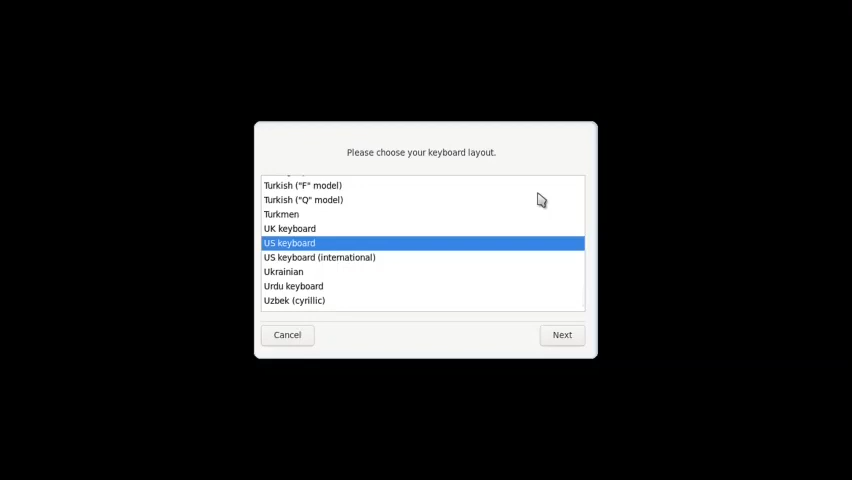 Please choose your keyboard layout.
Turkish ("F" model)
Turkish ("Q" model)
Turkmen
UK keyboard
US keyboard
US keyboard (international)
Ukrainian
Urdu keyboard
Uzbek (cyrillic)
Cancel
Next